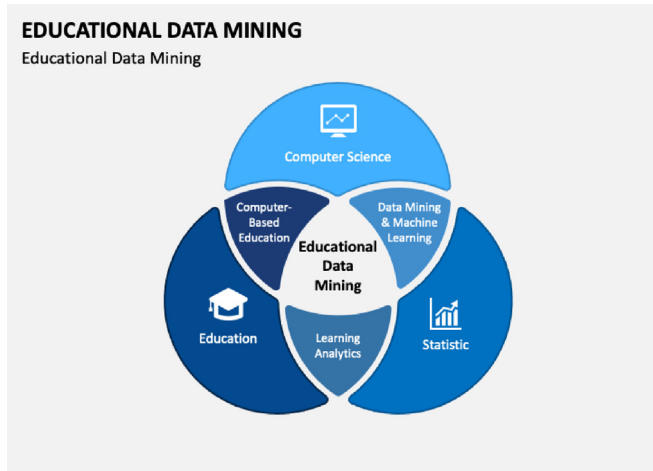 EDUCATIONAL DATA MINING
Educational Data Mining
Computer Science
Computer-
Based
Education
Data Mining
& Machine
Learning
Educational
Data
Mining
Education
Learning
Analytics
Statistic